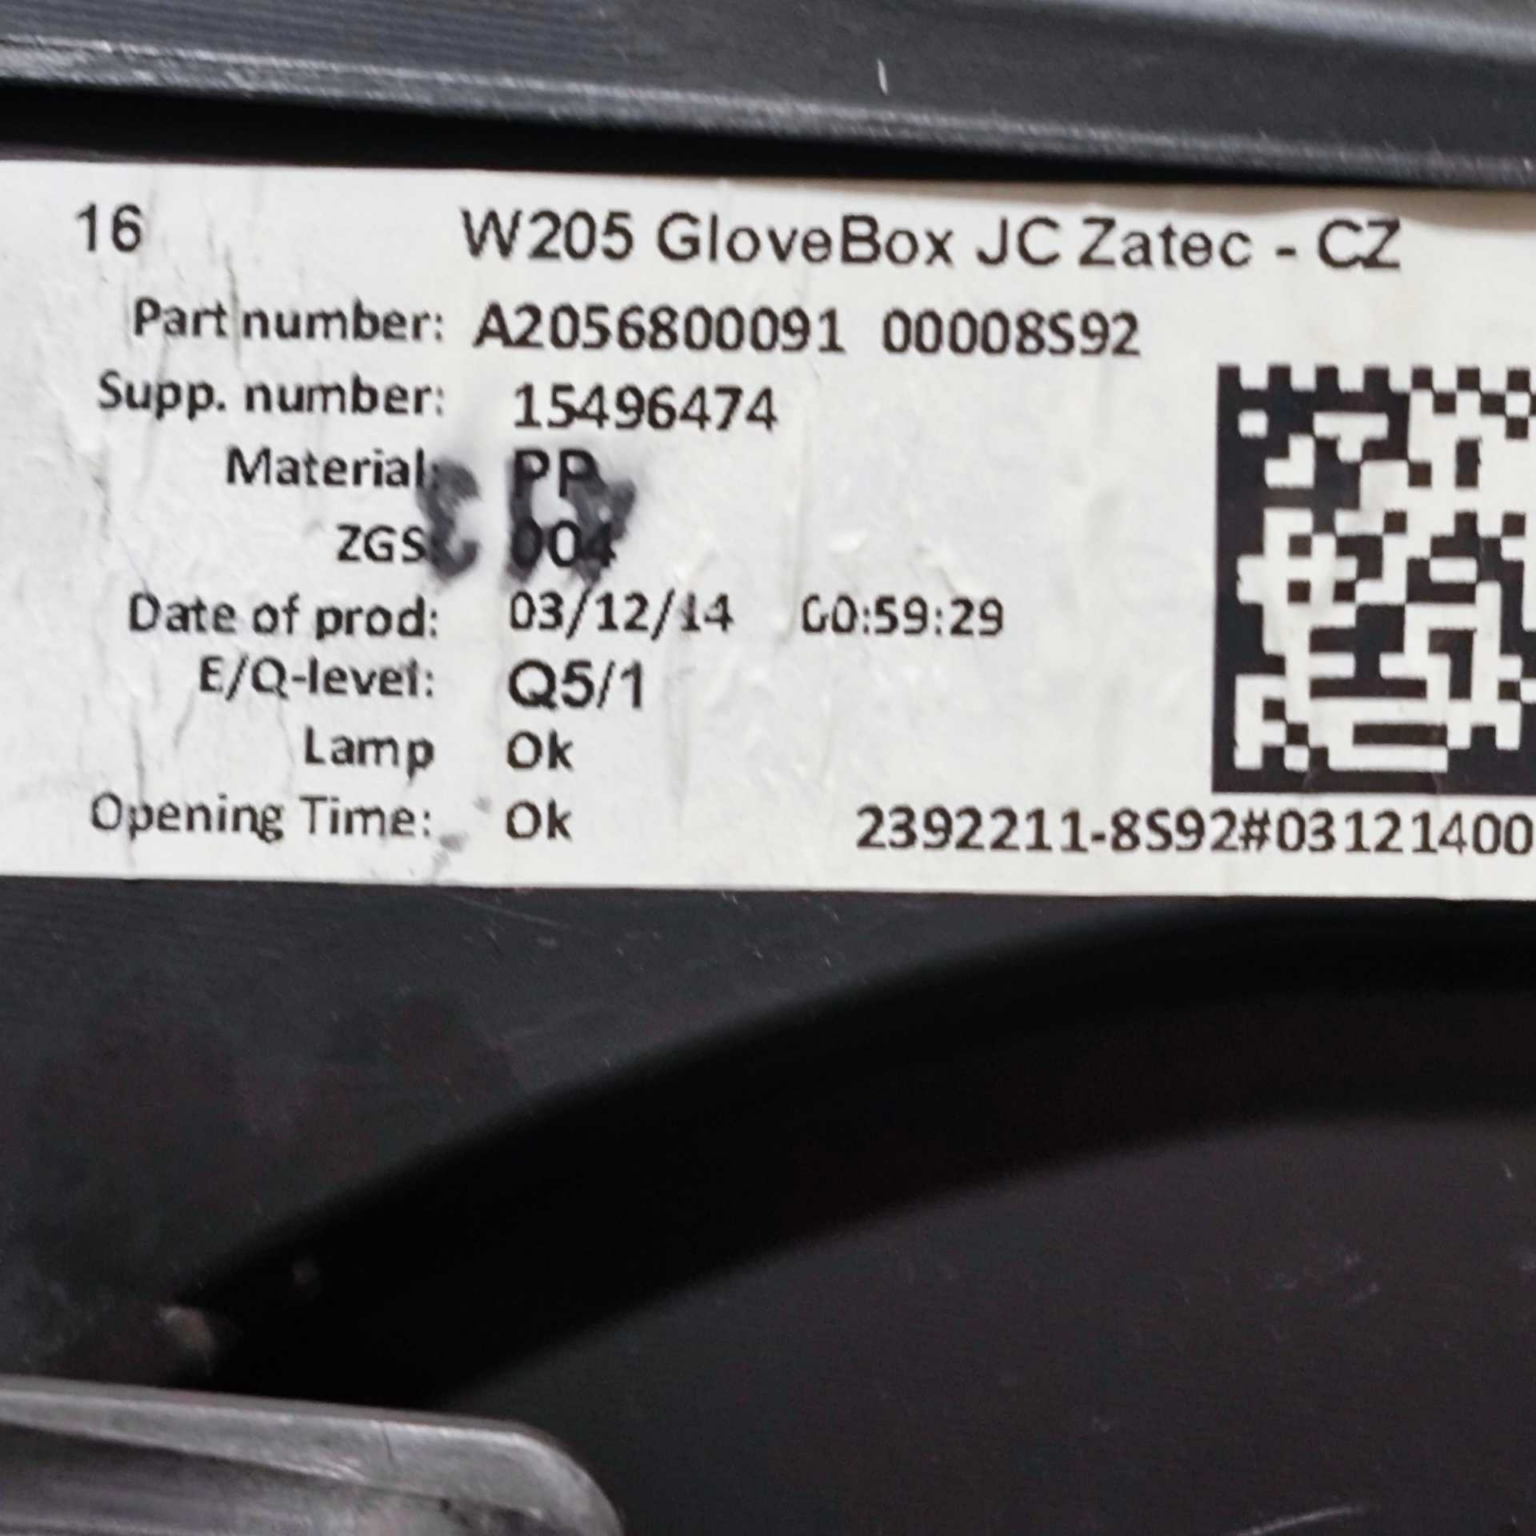 16 W205 GloveBox JC Zatec - CZ
Part number: A2056800091 00008S92
Supp. number: 15496474
Material: PP
ZGS: 004
Date of prod: 03/12/14 00:59:29
E/Q-level: Q5/1
Lamp Ok
Opening Time: Ok
2392211-8S92#03121400